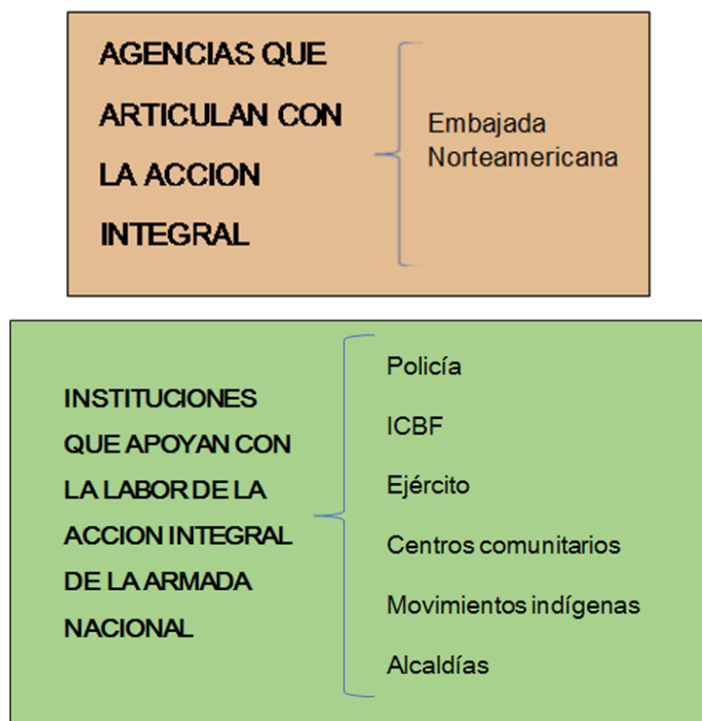 AGENCIAS QUE
ARTICULAN CON
LA ACCION
INTEGRAL
Embajada
Norteamericana
INSTITUCIONES
QUE APOYAN CON
LA LABOR DE LA
ACCION INTEGRAL
DE LA ARMADA
NACIONAL
Policía
ICBF
Ejército
Centros comunitarios
Movimientos indígenas
Alcaldías